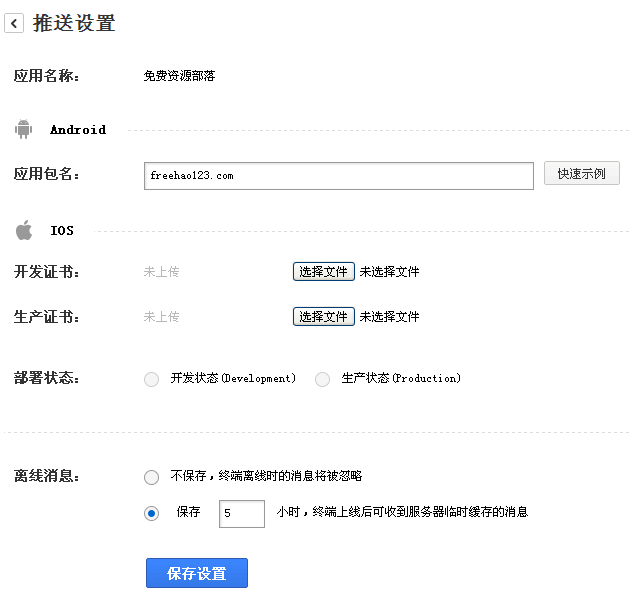 推送设置
应用名称： 免费资源部落
Android
应用包名： freehao123.com 快速示例
IOS
开发证书： 未上传 选择文件 未选择文件
生产证书： 未上传 选择文件 未选择文件
部署状态： 开发状态(Development) 生产状态(Production)
离线消息： 不保存，终端离线时的消息将被忽略
保存 5 小时，终端上线后可收到服务器临时缓存的消息
保存设置